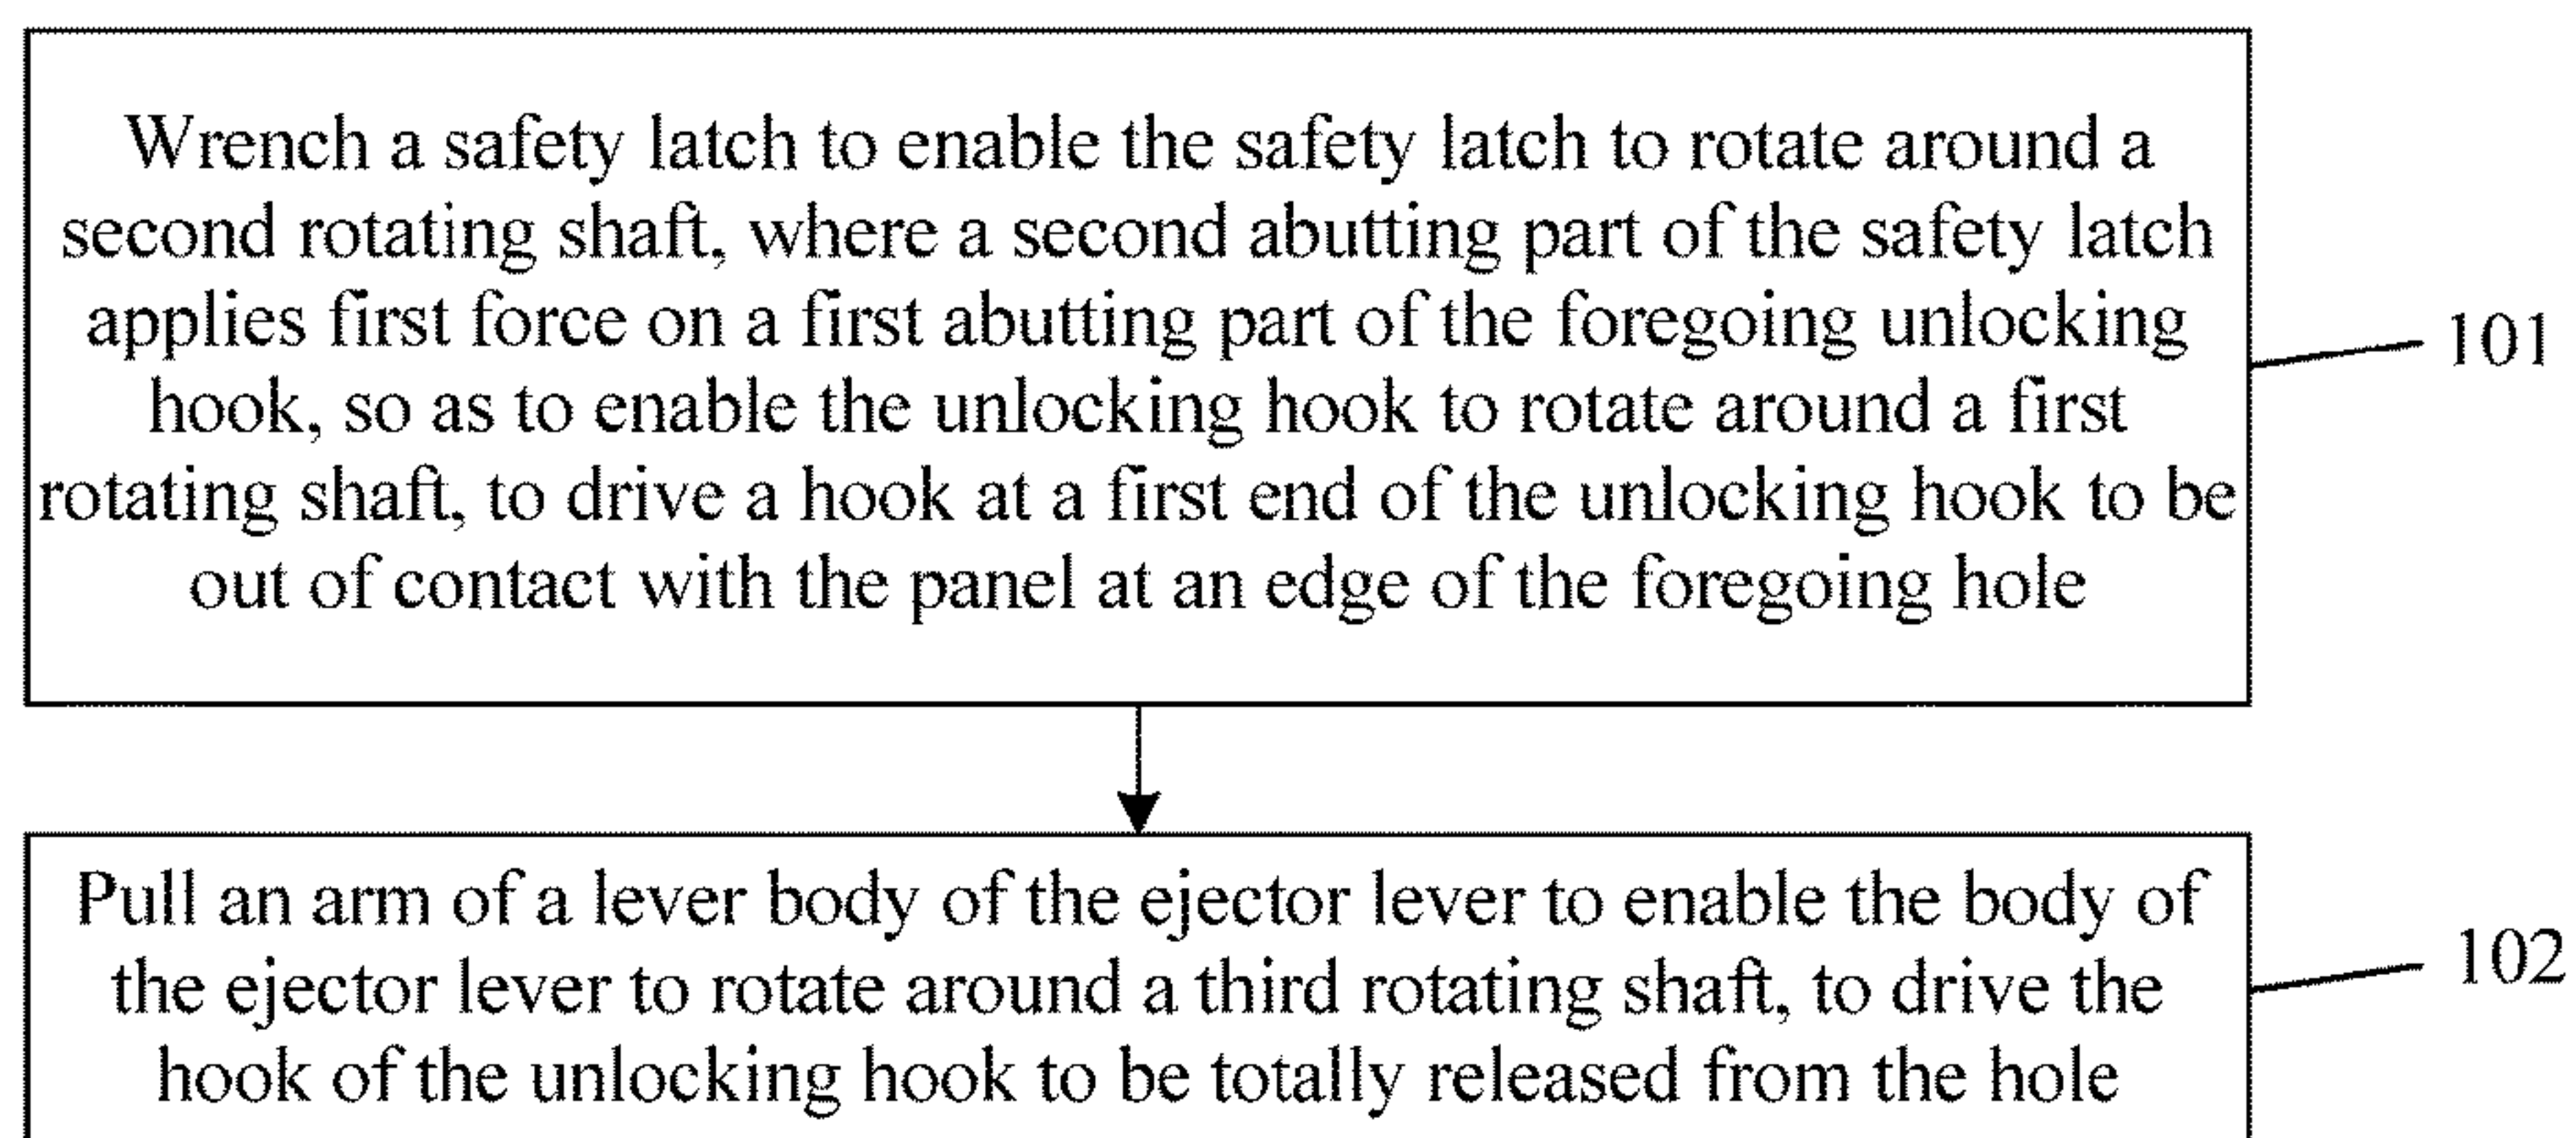 Wrench a safety latch to enable the safety latch to rotate around a
second rotating shaft, where a second abutting part of the safety latch
applies first force on a first abutting part of the foregoing unlocking
hook, so as to enable the unlocking hook to rotate around a first
rotating shaft, to drive a hook at a first end of the unlocking hook to be
out of contact with the panel at an edge of the foregoing hole
101
Pull an arm of a lever body of the ejector lever to enable the body of
the ejector lever to rotate around a third rotating shaft, to drive the
hook of the unlocking hook to be totally released from the hole
102